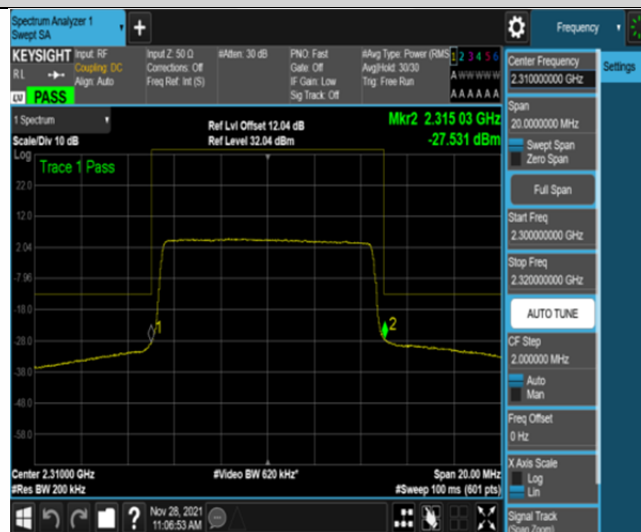 Spectrum Analyzer 1
Swept SA
Frequency
KEYSIGHT
Input: RF
Coupling: DC
Align: Auto
Input Z: 50 Ω
Corrections: Off
Freq Ref: Int (S)
#Atten: 30 dB
PNO: Fast
Gate: Off
IF Gain: Low
Sig Track: Off
#Avg Type: Power (RMS
Avg|Hold: 30/30
Trig: Free Run
1 2 3 4 5 6
A W W W W W
A A A A A A
R L
LXI
PASS
1 Spectrum
Scale/Div 10 dB
Ref Lvl Offset 12.04 dB
Ref Level 32.04 dBm
Mkr2 2.315 03 GHz
-27.531 dBm
Log
Trace 1 Pass
22.0
12.0
2.04
-7.96
-18.0
-28.0
-38.0
-48.0
-58.0
1
2
Center 2.31000 GHz
#Res BW 200 kHz
#Video BW 620 kHz*
Span 20.00 MHz
#Sweep 100 ms (601 pts)
Nov 28, 2021
11:06:53 AM
?
Center Frequency
2.310000000 GHz
Span
20.0000000 MHz
Swept Span
Zero Span
Full Span
Start Freq
2.300000000 GHz
Stop Freq
2.320000000 GHz
AUTO TUNE
CF Step
2.000000 MHz
Auto
Man
Freq Offset
0 Hz
X Axis Scale
Log
Lin
Signal Track
(Span Zoom)
Settings